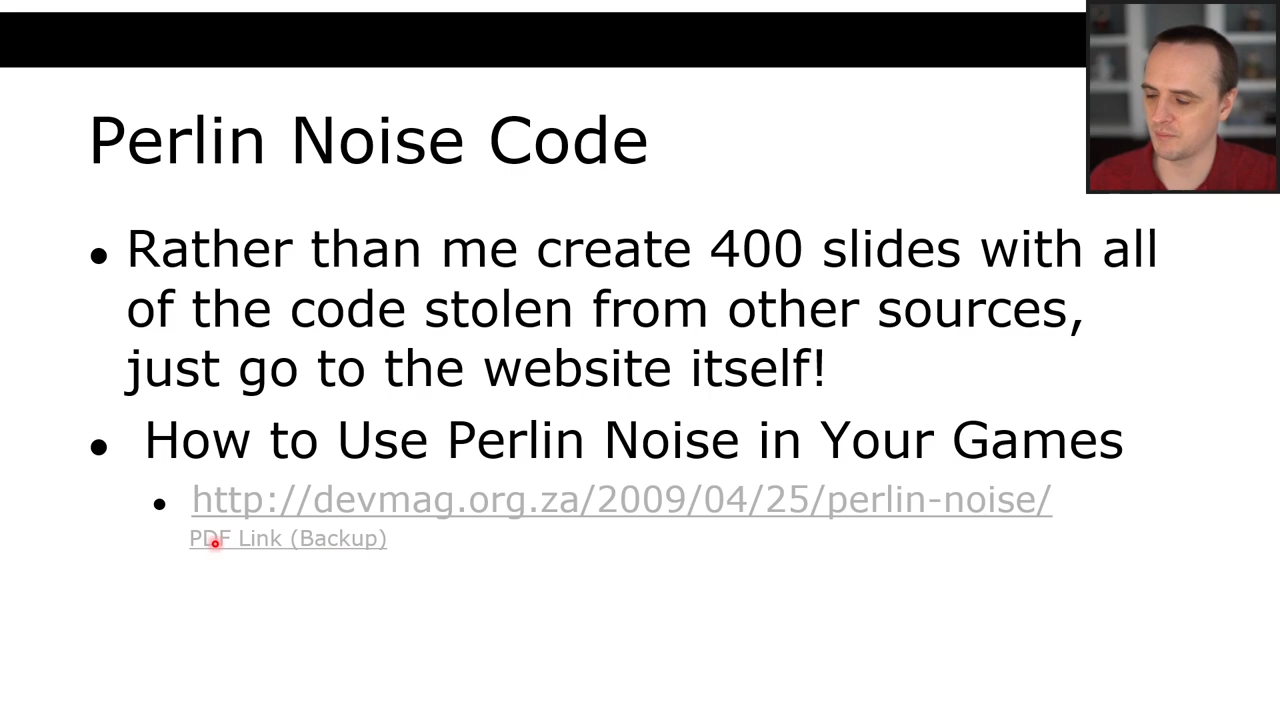 Perlin Noise Code
• Rather than me create 400 slides with all
of the code stolen from other sources,
just go to the website itself!
• How to Use Perlin Noise in Your Games
• http://devmag.org.za/2009/04/25/perlin-noise/
PDF Link (Backup)